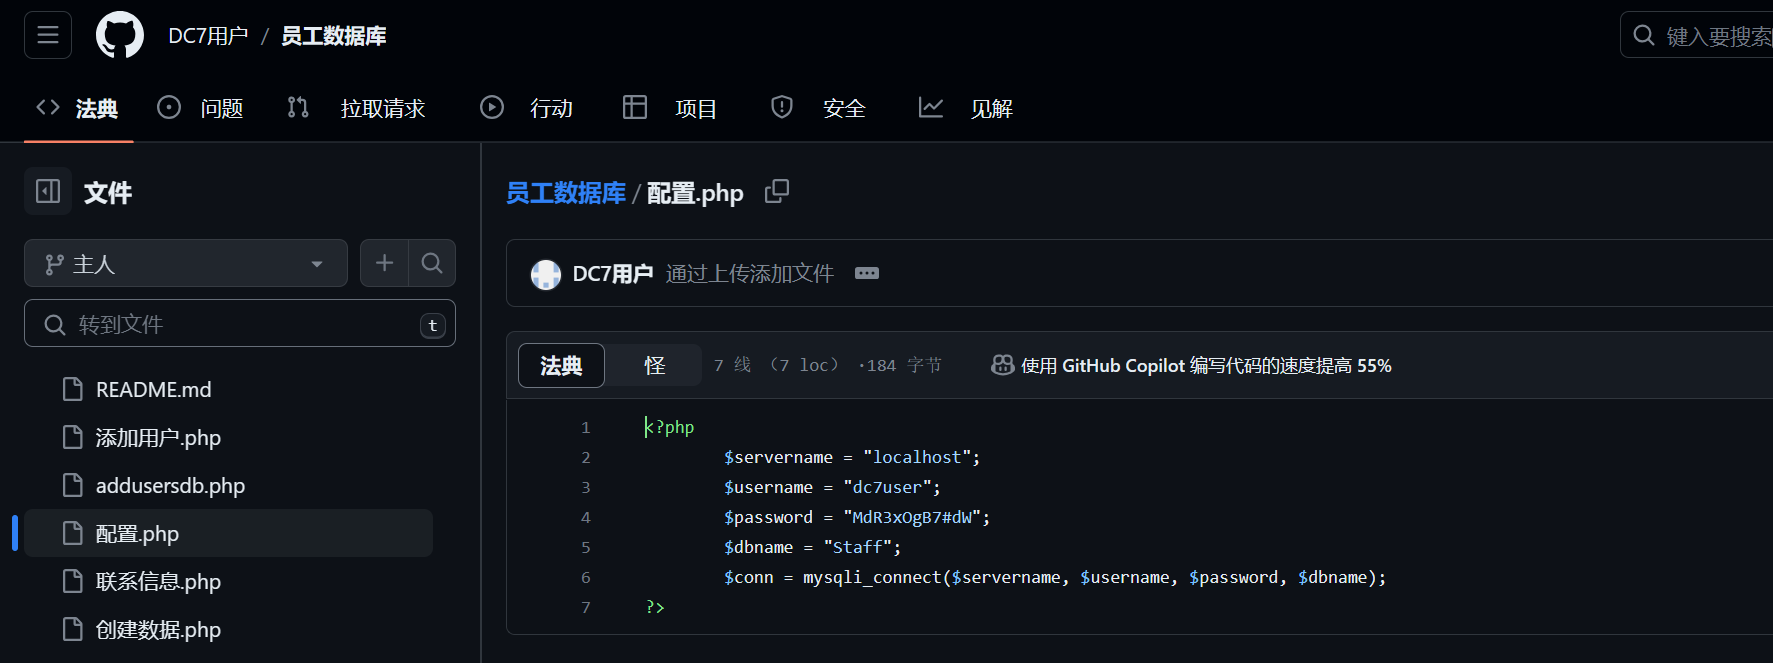 DC7用户 / 员工数据库
键入要搜索
法典 问题 拉取请求 行动 项目 安全 见解
文件
员工数据库 / 配置.php
主人
DC7用户 通过上传添加文件
转到文件 t
法典 怪 7 线 （7 loc） ·184 字节 使用 GitHub Copilot 编写代码的速度提高 55%
README.md
添加用户.php
addusersdb.php
配置.php
联系信息.php
创建数据.php
1 <?php
2 $servername = "localhost";
3 $username = "dc7user";
4 $password = "MdR3xOgB7#dW";
5 $dbname = "Staff";
6 $conn = mysqli_connect($servername, $username, $password, $dbname);
7 ?>